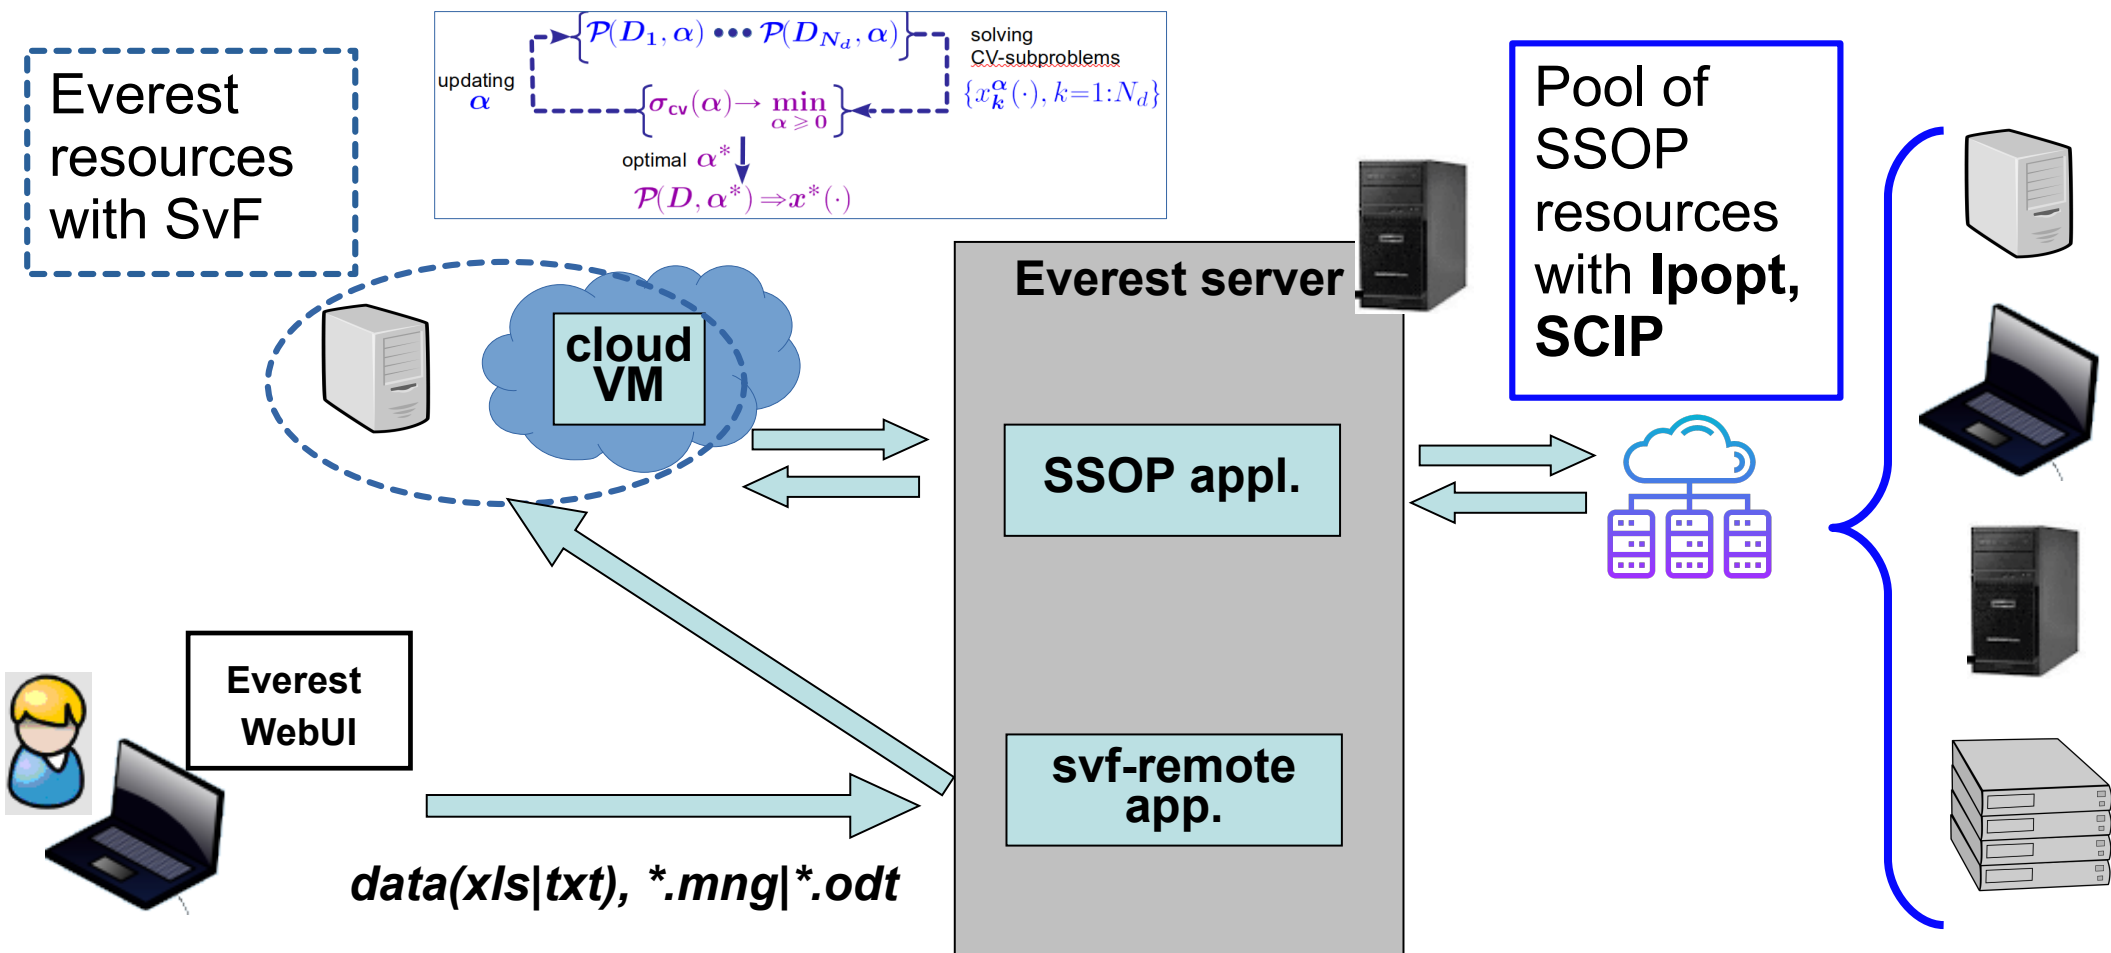 Everest
resources
with SvF
updating
α
𝒫(D₁, α) ••• 𝒫(D_{N_d}, α)
solving
CV-subproblems
{x_k^α(·), k=1:N_d}
σ_cv(α) → min_{α ⩾ 0}
optimal α*
𝒫(D, α*) ⇒ x*(·)
Pool of
SSOP
resources
with Ipopt,
SCIP
Everest server
cloud
VM
SSOP appl.
Everest
WebUI
svf-remote
app.
data(xls|txt), *.mng|*.odt